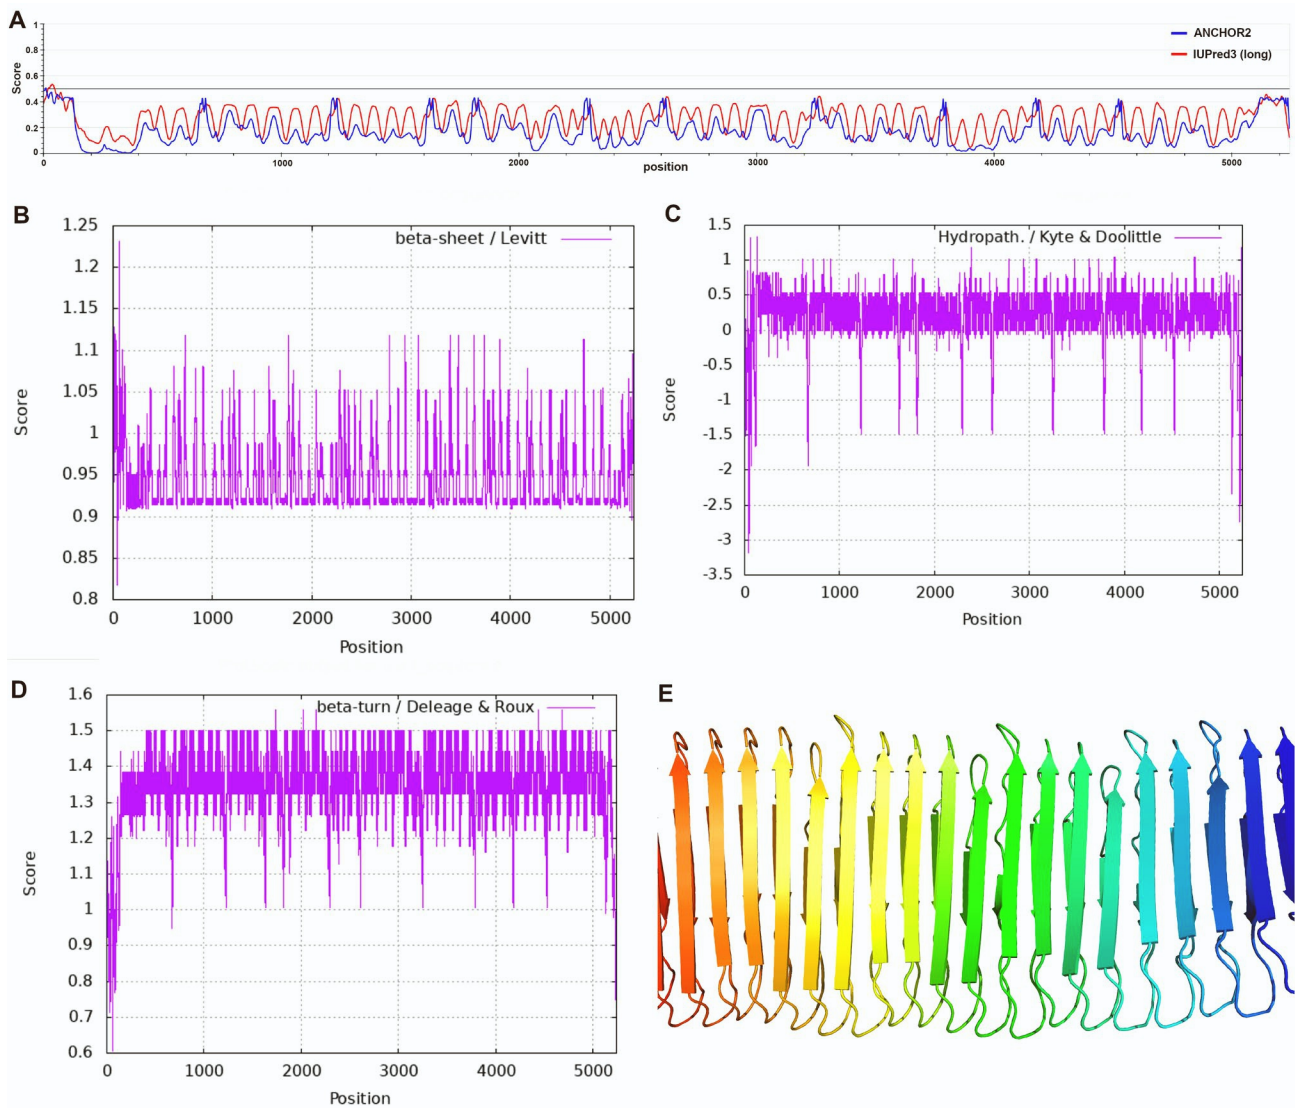 A
ANCHOR2
IUPred3 (long)
Score
1
0.8
0.6
0.4
0.2
0
0 1000 2000 3000 4000 5000
position
B
beta-sheet / Levitt
Score
1.25
1.2
1.15
1.1
1.05
1
0.95
0.9
0.85
0.8
0 1000 2000 3000 4000 5000
Position
C
Hydropath. / Kyte & Doolittle
Score
1.5
1
0.5
0
-0.5
-1
-1.5
-2
-2.5
-3
-3.5
0 1000 2000 3000 4000 5000
Position
D
beta-turn / Deleage & Roux
Score
1.6
1.5
1.4
1.3
1.2
1.1
1
0.9
0.8
0.7
0.6
0 1000 2000 3000 4000 5000
Position
E